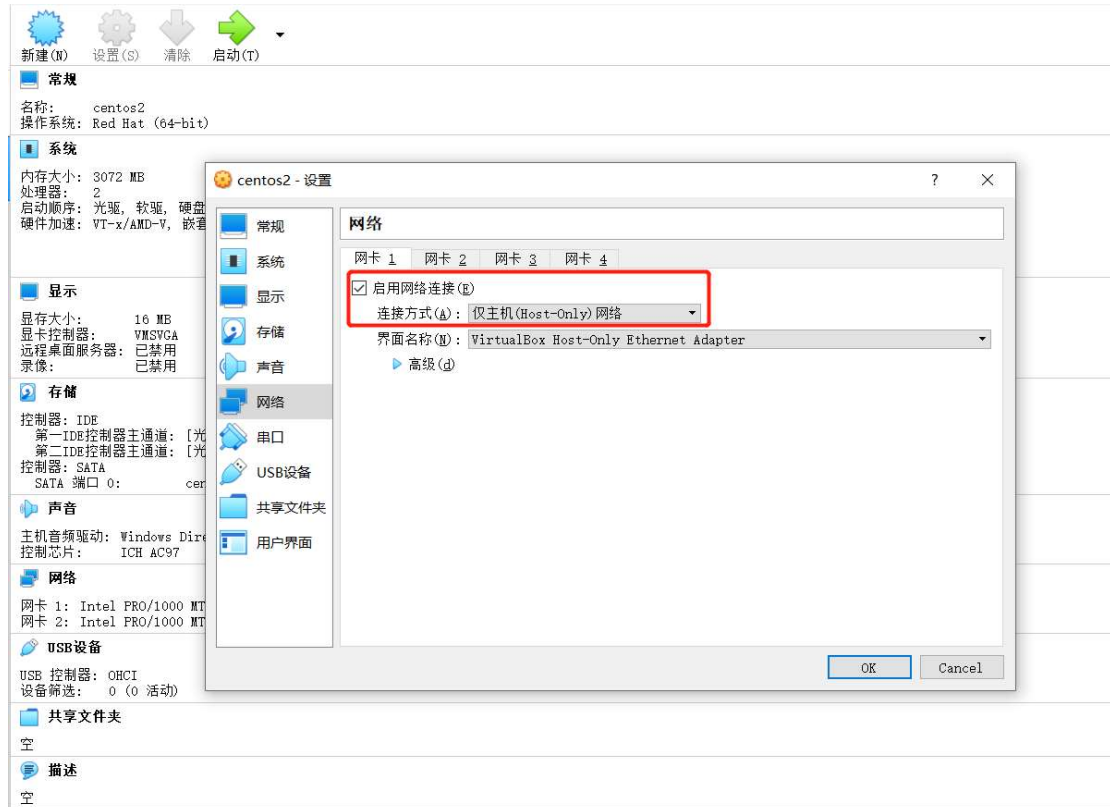 新建(N) 设置(S) 清除 启动(T)
常规
名称: centos2
操作系统: Red Hat (64-bit)
系统
内存大小: 3072 MB
处理器: 2
启动顺序: 光驱, 软驱, 硬盘
硬件加速: VT-x/AMD-V, 嵌套
显示
显存大小: 16 MB
显卡控制器: VMSVGA
远程桌面服务器: 已禁用
录像: 已禁用
存储
控制器: IDE
第一IDE控制器主通道: [光
第二IDE控制器主通道: [光
控制器: SATA
SATA 端口 0: cen
声音
主机音频驱动: Windows Dire
控制芯片: ICH AC97
网络
网卡 1: Intel PRO/1000 MT
网卡 2: Intel PRO/1000 MT
USB设备
USB 控制器: OHCI
设备筛选: 0 (0 活动)
共享文件夹
空
描述
空
centos2 - 设置 ?
常规
系统
显示
存储
声音
网络
串口
USB设备
共享文件夹
用户界面
网络
网卡 1 网卡 2 网卡 3 网卡 4
启用网络连接(E)
连接方式(A): 仅主机(Host-Only)网络
界面名称(N): VirtualBox Host-Only Ethernet Adapter
高级(d)
OK Cancel